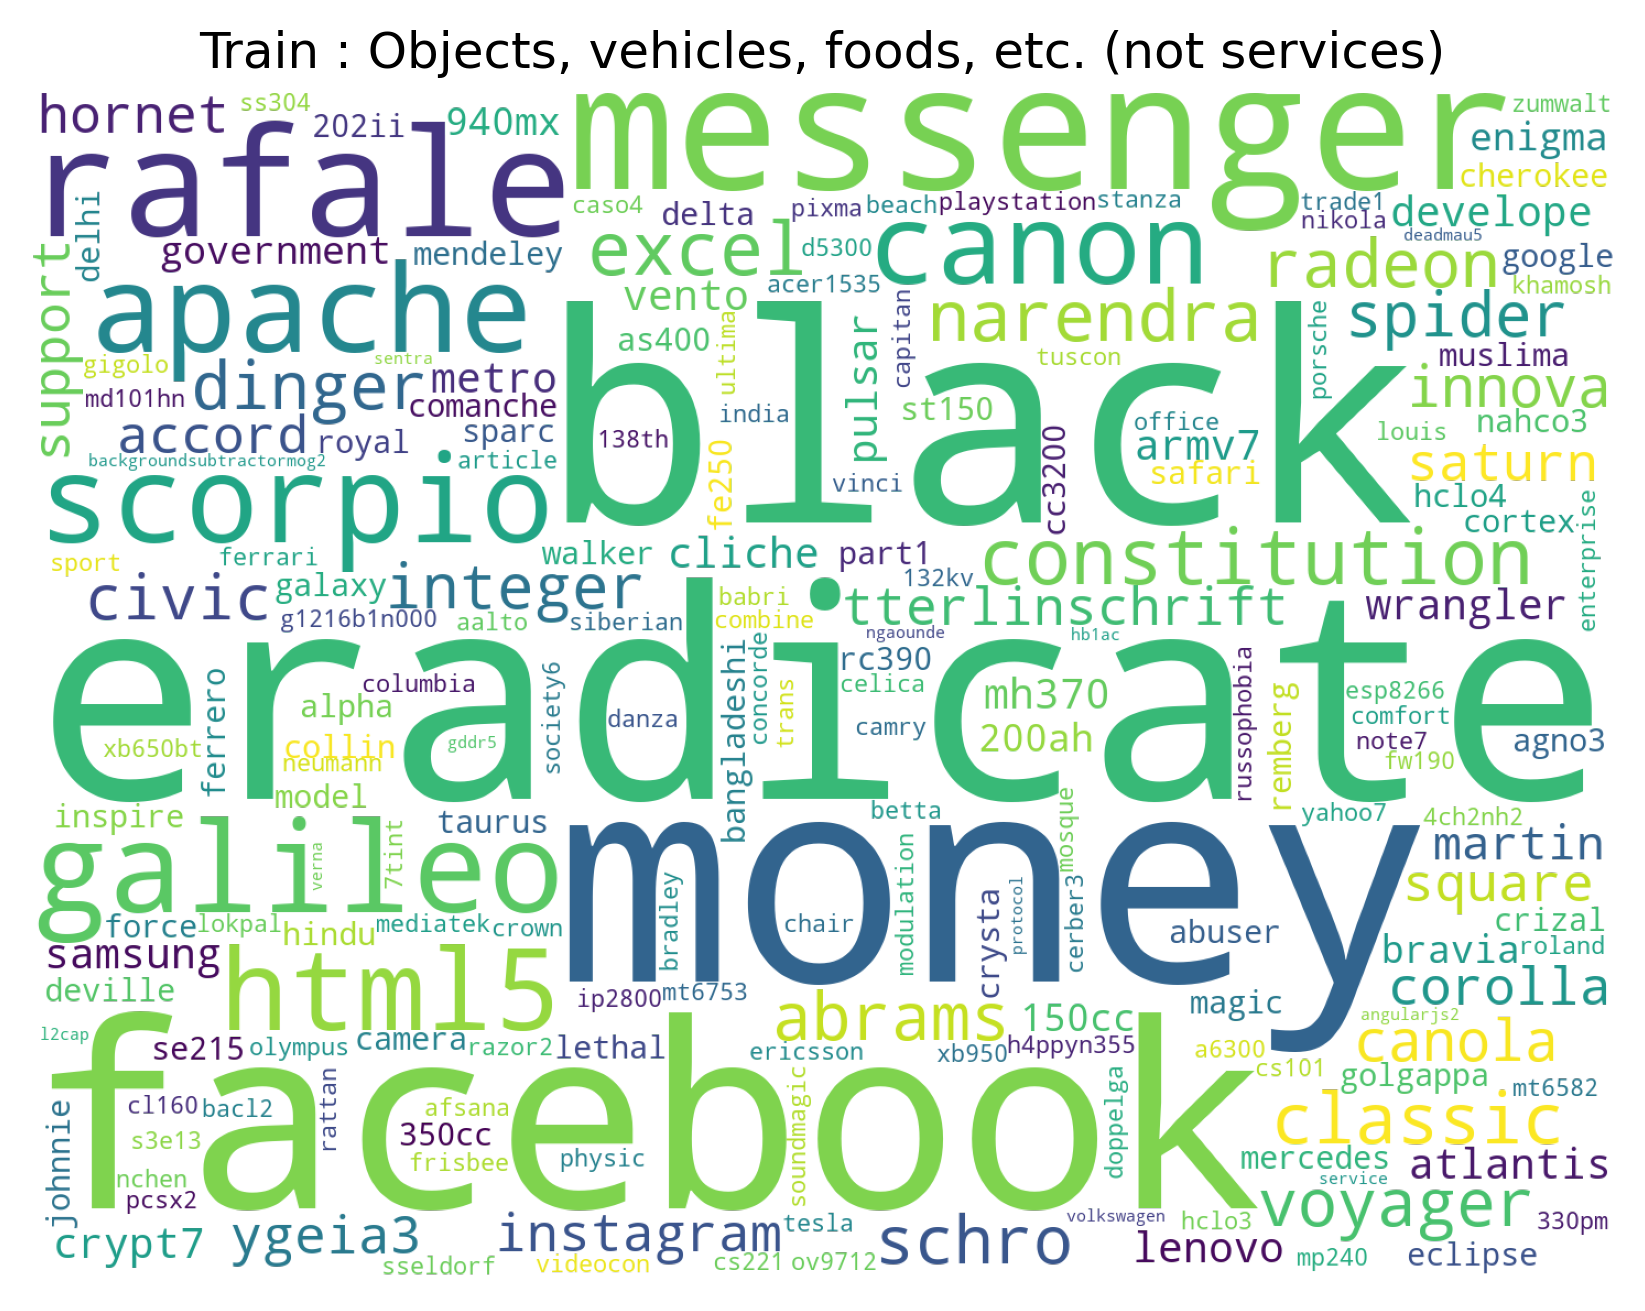 Train : Objects, vehicles, foods, etc. (not services)
hornet ss304 202ii 940mx messenger zumwalt
rafale enigma
cherokee
delhi caso4 delta pixma beach playstation stanza trade1 nikola develope
government mendeley excel d5300 canon deadmau5 google
support apache vento acer1535 capitan narendra radeon khamosh
as400 ultima pulsar black porsche spider
gigolo sentra tuscon muslima
md101hn dinger metro india st150 office innova
comanche 138th armv7 louis nahco3
accord royal sparc fe250 vinci cc3200 safari saturn
backgroundsubtractormog2 article hclo4
scorpio cortex enterprise
sport ferrari walker cliche part1 constitution
civic galaxy integer babri 132kv tterlinschrift wrangler
g1216b1n000 aalto siberian combine ngaounde hb1ac
eradicate
ferrero columbia society6 bangladeshi concorde trans rc390 celica mh370 russophobia remberg esp8266
alpha danza camry 200ah comfort
xb650bt collin gddr5 note7 agno3
neumann fw190
model
inspire taurus betta mosque yahoo7 4ch2nh2
galileo verna 7tint money modulation martin
bradley crysta protocol cerber3 square
force lokpal hindu mediatek crown chair abuser crizal
samsung bravia roland
deville html5 ip2800 mt6753 abrams magic corolla
l2cap 150cc angularjs2
se215 olympus camera razor2 lethal ericsson xb950 h4ppyn355 a6300 canola
facebook cs101 golgappa mt6582
johnnie cl160 bacl2 rattan afsana soundmagic doppelga classic
s3e13 350cc
nchen frisbee physic mercedes atlantis
pcsx2 service
crypt7 ygeia3 instagram tesla schro volkswagen hclo3 voyager 330pm
sseldorf videocon cs221 ov9712 lenovo mp240 eclipse